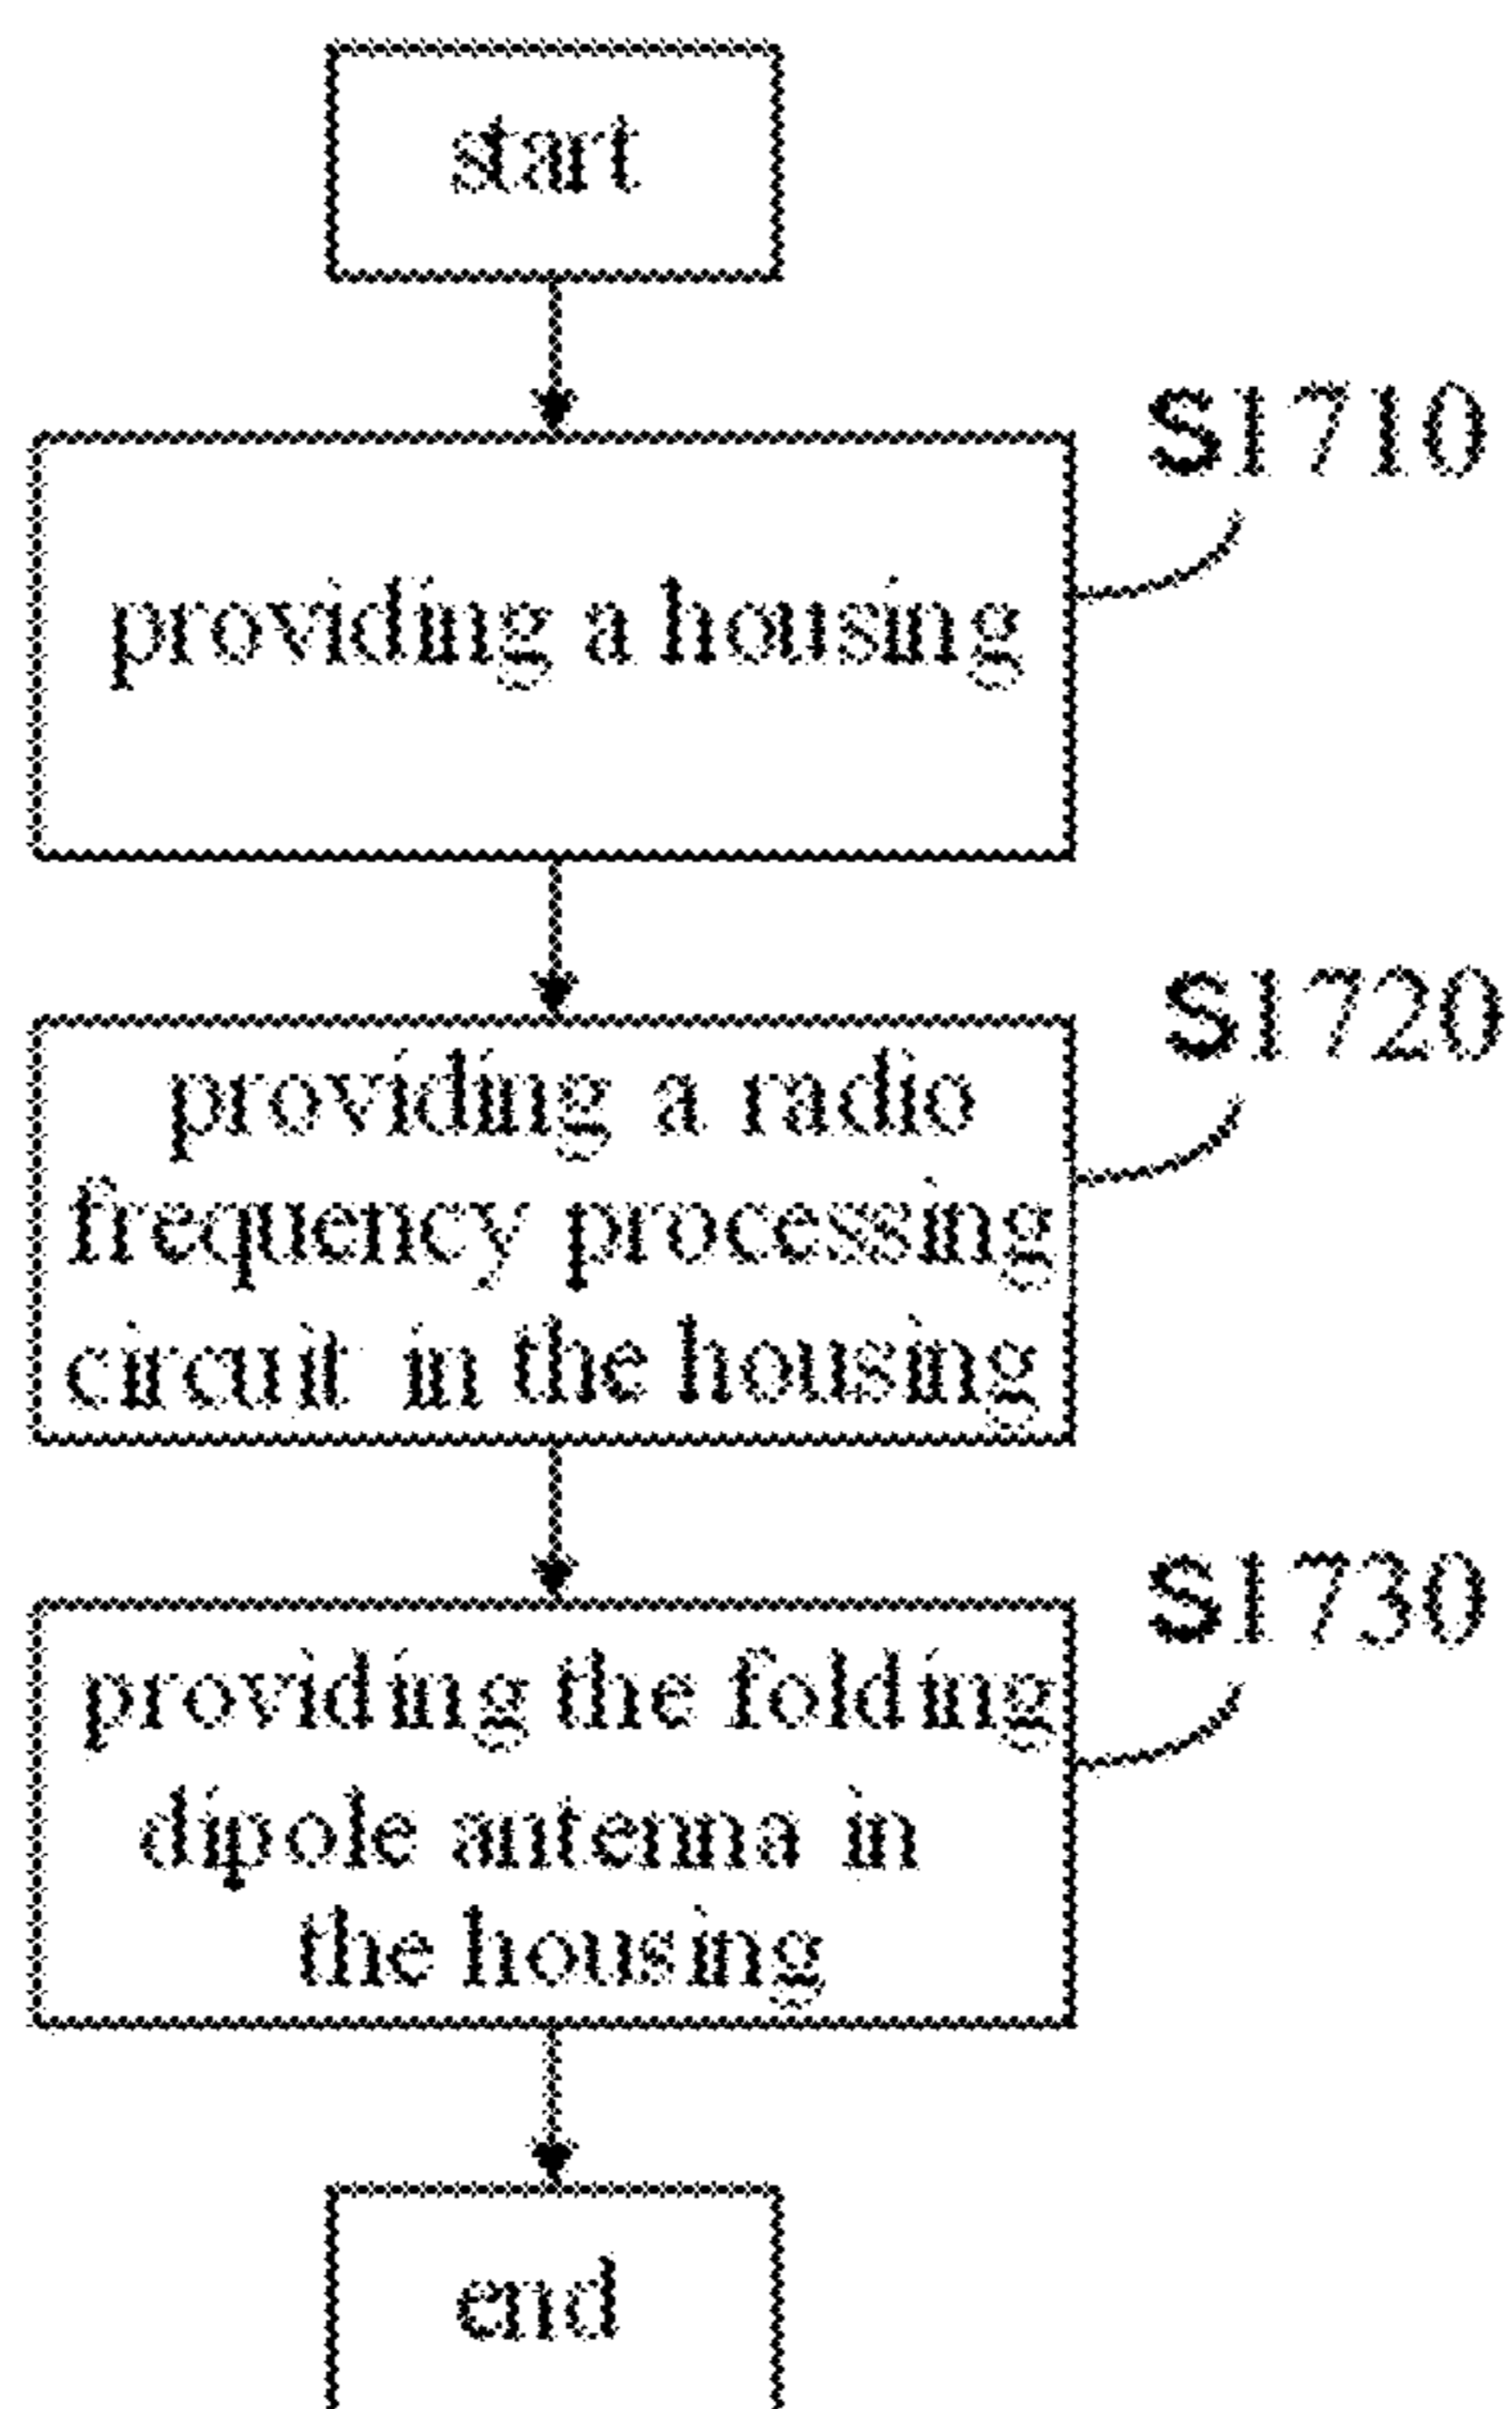 start
S1710
providing a housing
S1720
providing a radio
frequency processing
circuit in the housing
S1730
providing the folding
dipole antenna in
the housing
end